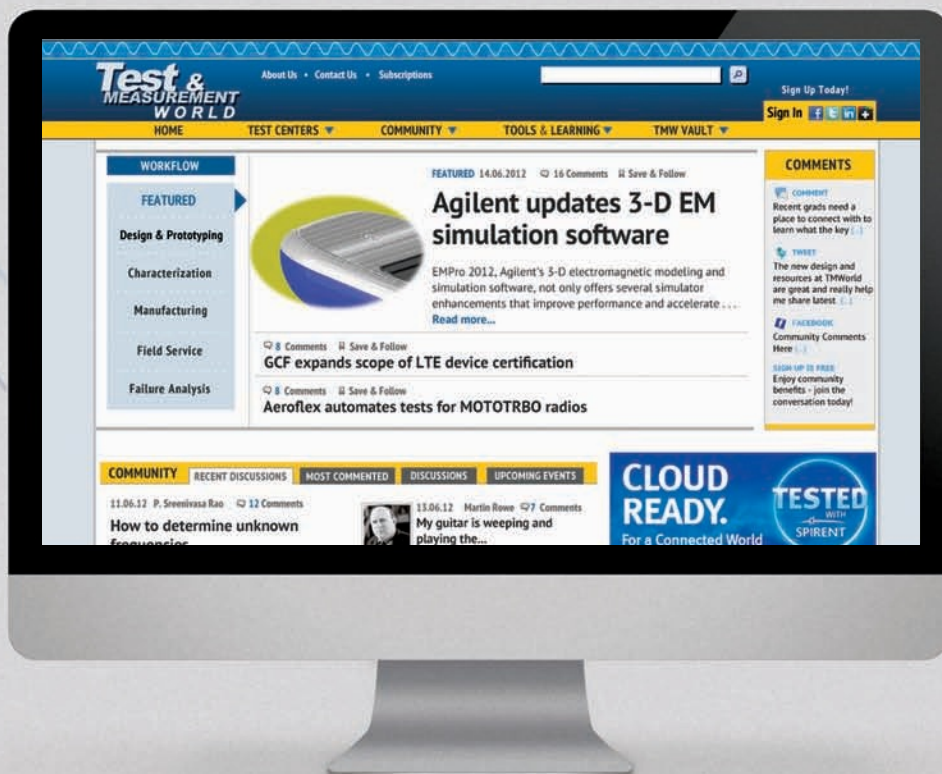 Test &
MEASUREMENT
WORLD
About Us • Contact Us • Subscriptions
Sign Up Today!
Sign In
HOME TEST CENTERS COMMUNITY TOOLS & LEARNING TMW VAULT
WORKFLOW
FEATURED
Design & Prototyping
Characterization
Manufacturing
Field Service
Failure Analysis
FEATURED 14.06.2012 16 Comments Save & Follow
Agilent updates 3-D EM
simulation software
EMPro 2012, Agilent's 3-D electromagnetic modeling and
simulation software, not only offers several simulator
enhancements that improve performance and accelerate . . .
Read more...
8 Comments Save & Follow
GCF expands scope of LTE device certification
8 Comments Save & Follow
Aeroflex automates tests for MOTOTRBO radios
COMMENTS
COMMENT
Recent grads need a
place to connect with to
learn what the key (...)
TWEET
The new design and
resources at TMWorld
are great and really help
me share latest (...)
FACEBOOK
Community Comments
Here (...)
SIGN UP IS FREE
Enjoy community
benefits - join the
conversation today!
COMMUNITY RECENT DISCUSSIONS MOST COMMENTED DISCUSSIONS UPCOMING EVENTS
11.06.12 P. Sreenivasa Rao 12 Comments
How to determine unknown
frequencies
13.06.12 Martin Rowe 7 Comments
My guitar is weeping and
playing the...
CLOUD
READY.
For a Connected World
TESTED
WITH
SPIRENT